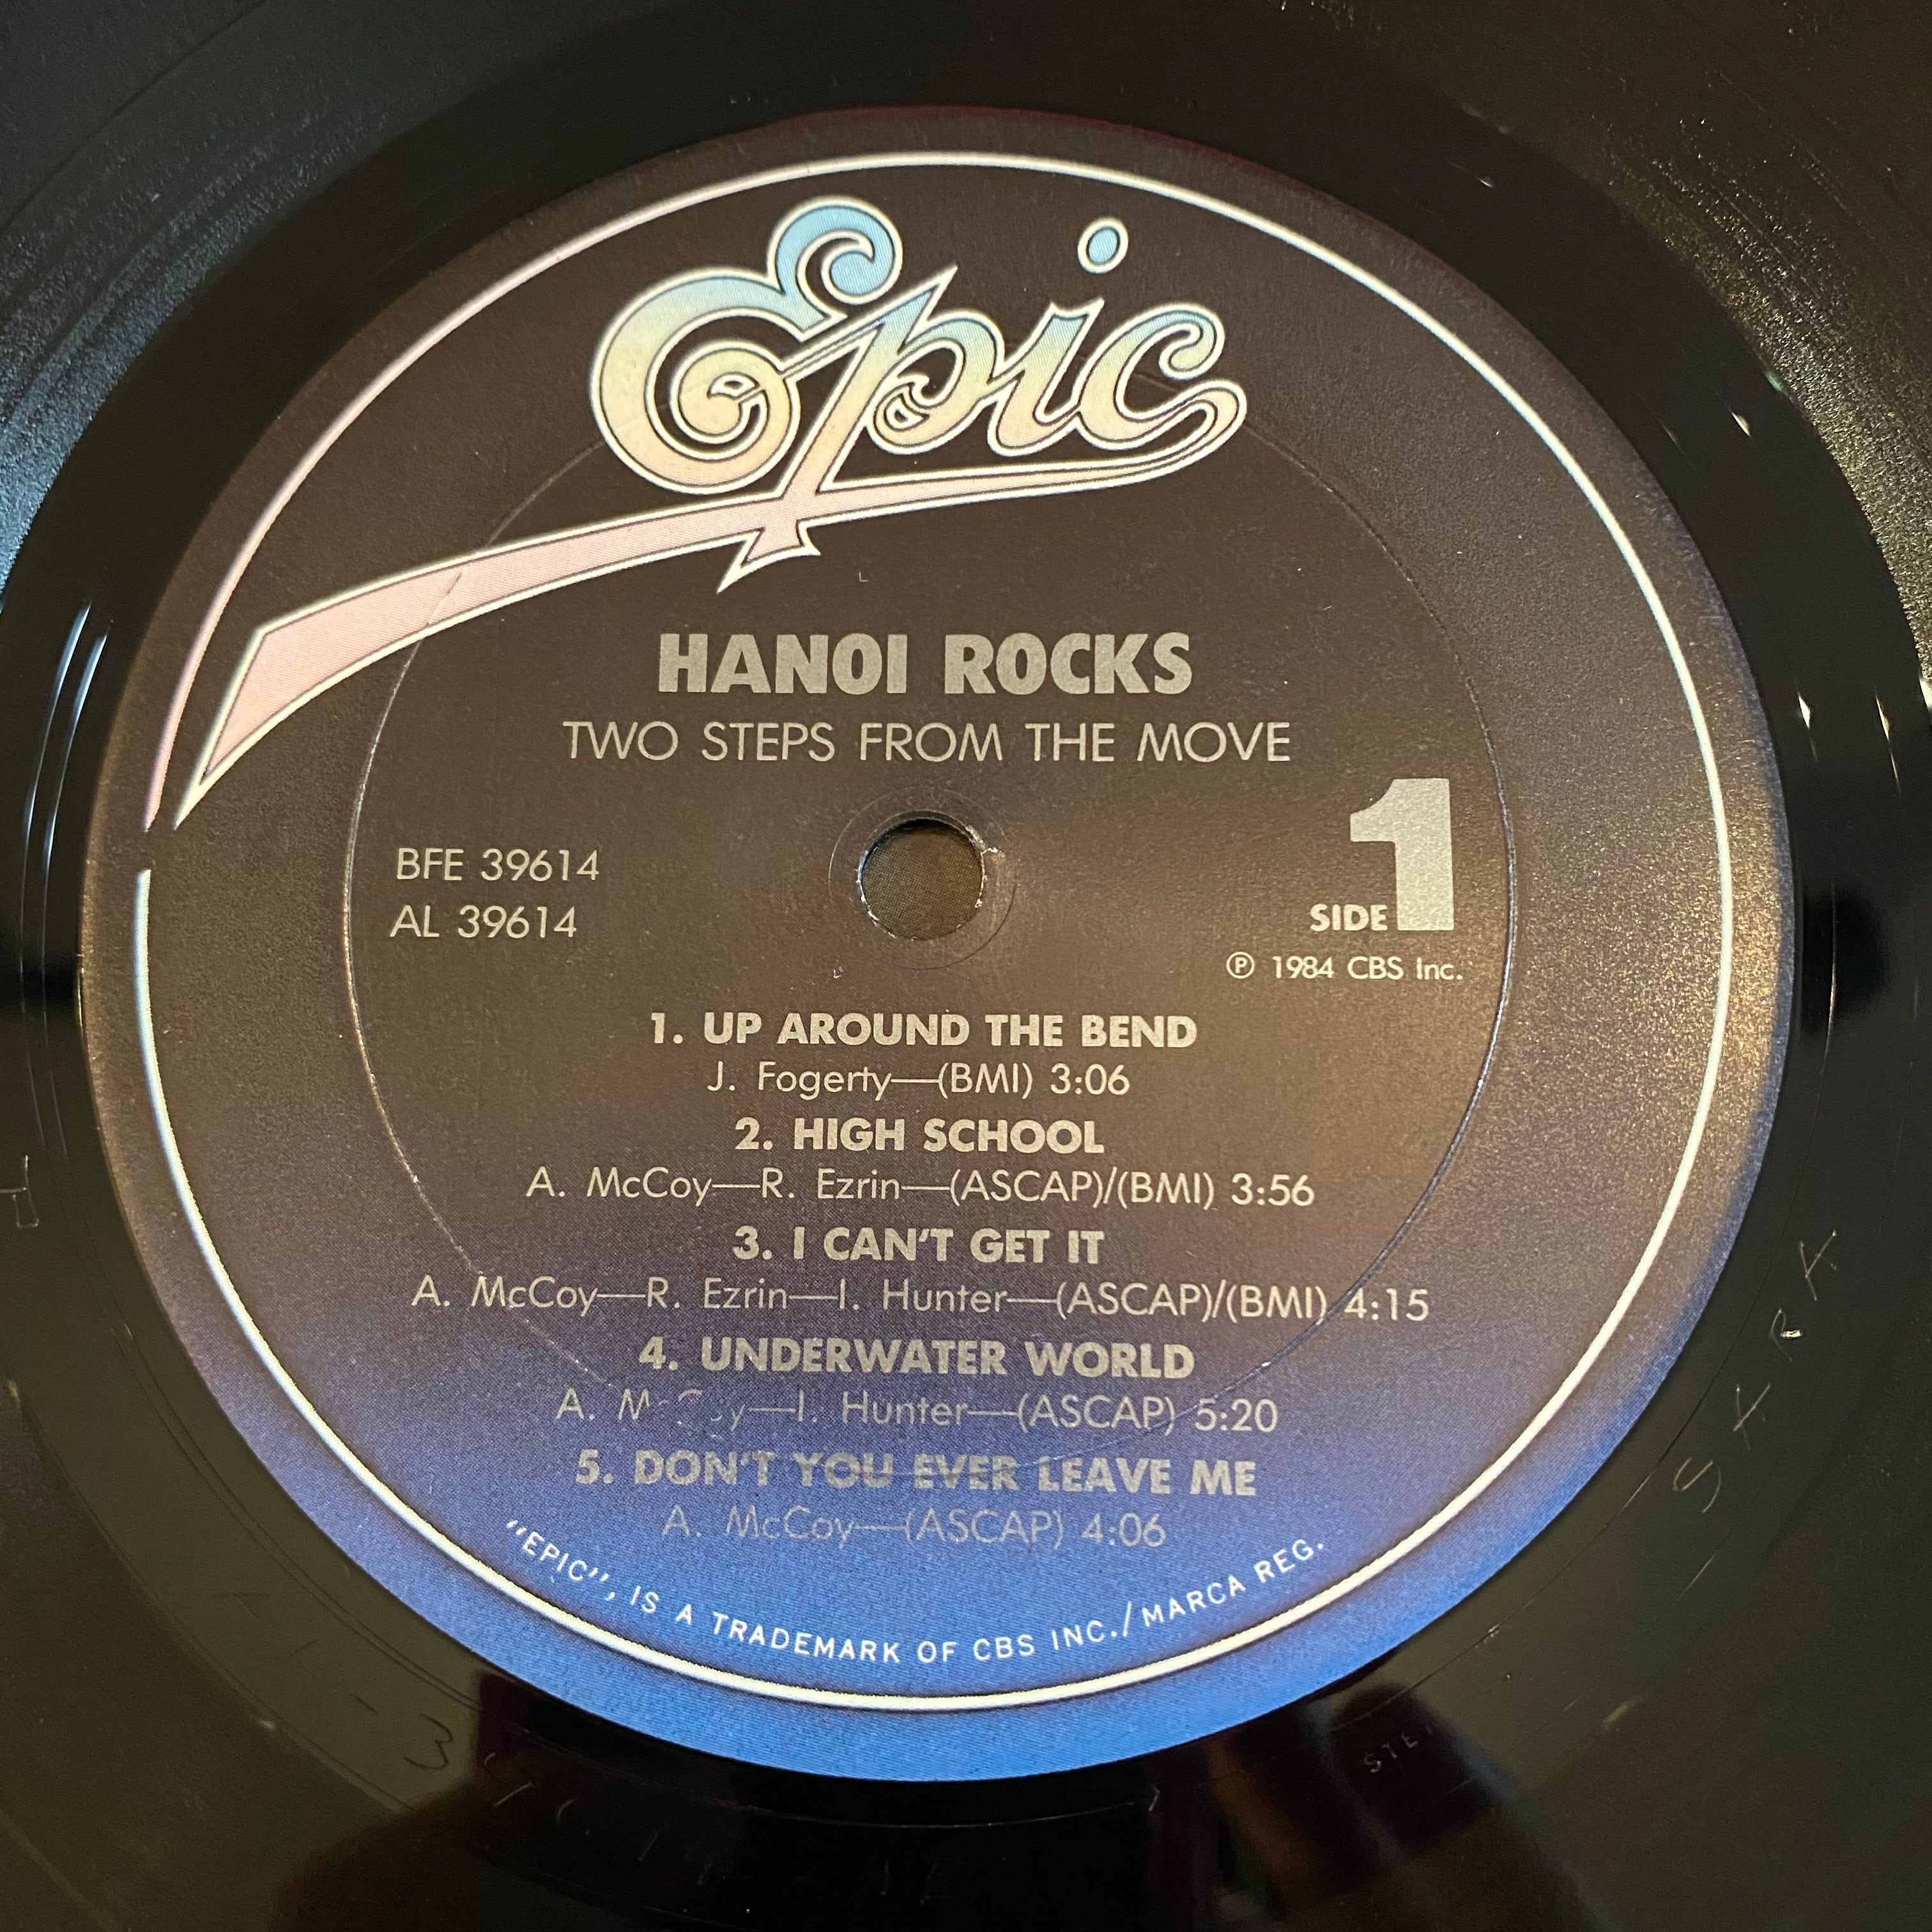 Epic
HANOI ROCKS
TWO STEPS FROM THE MOVE
BFE 39614
AL 39614
SIDE 1
Ⓟ 1984 CBS Inc.
1. UP AROUND THE BEND
J. Fogerty—(BMI) 3:06
2. HIGH SCHOOL
A. McCoy—R. Ezrin—(ASCAP)/(BMI) 3:56
3. I CAN'T GET IT
A. McCoy—R. Ezrin—I. Hunter—(ASCAP)/(BMI) 4:15
4. UNDERWATER WORLD
A. McCoy—I. Hunter—(ASCAP) 5:20
5. DON'T YOU EVER LEAVE ME
A. McCoy—(ASCAP) 4:06
"EPIC", IS A TRADEMARK OF CBS INC./MARCA REG.